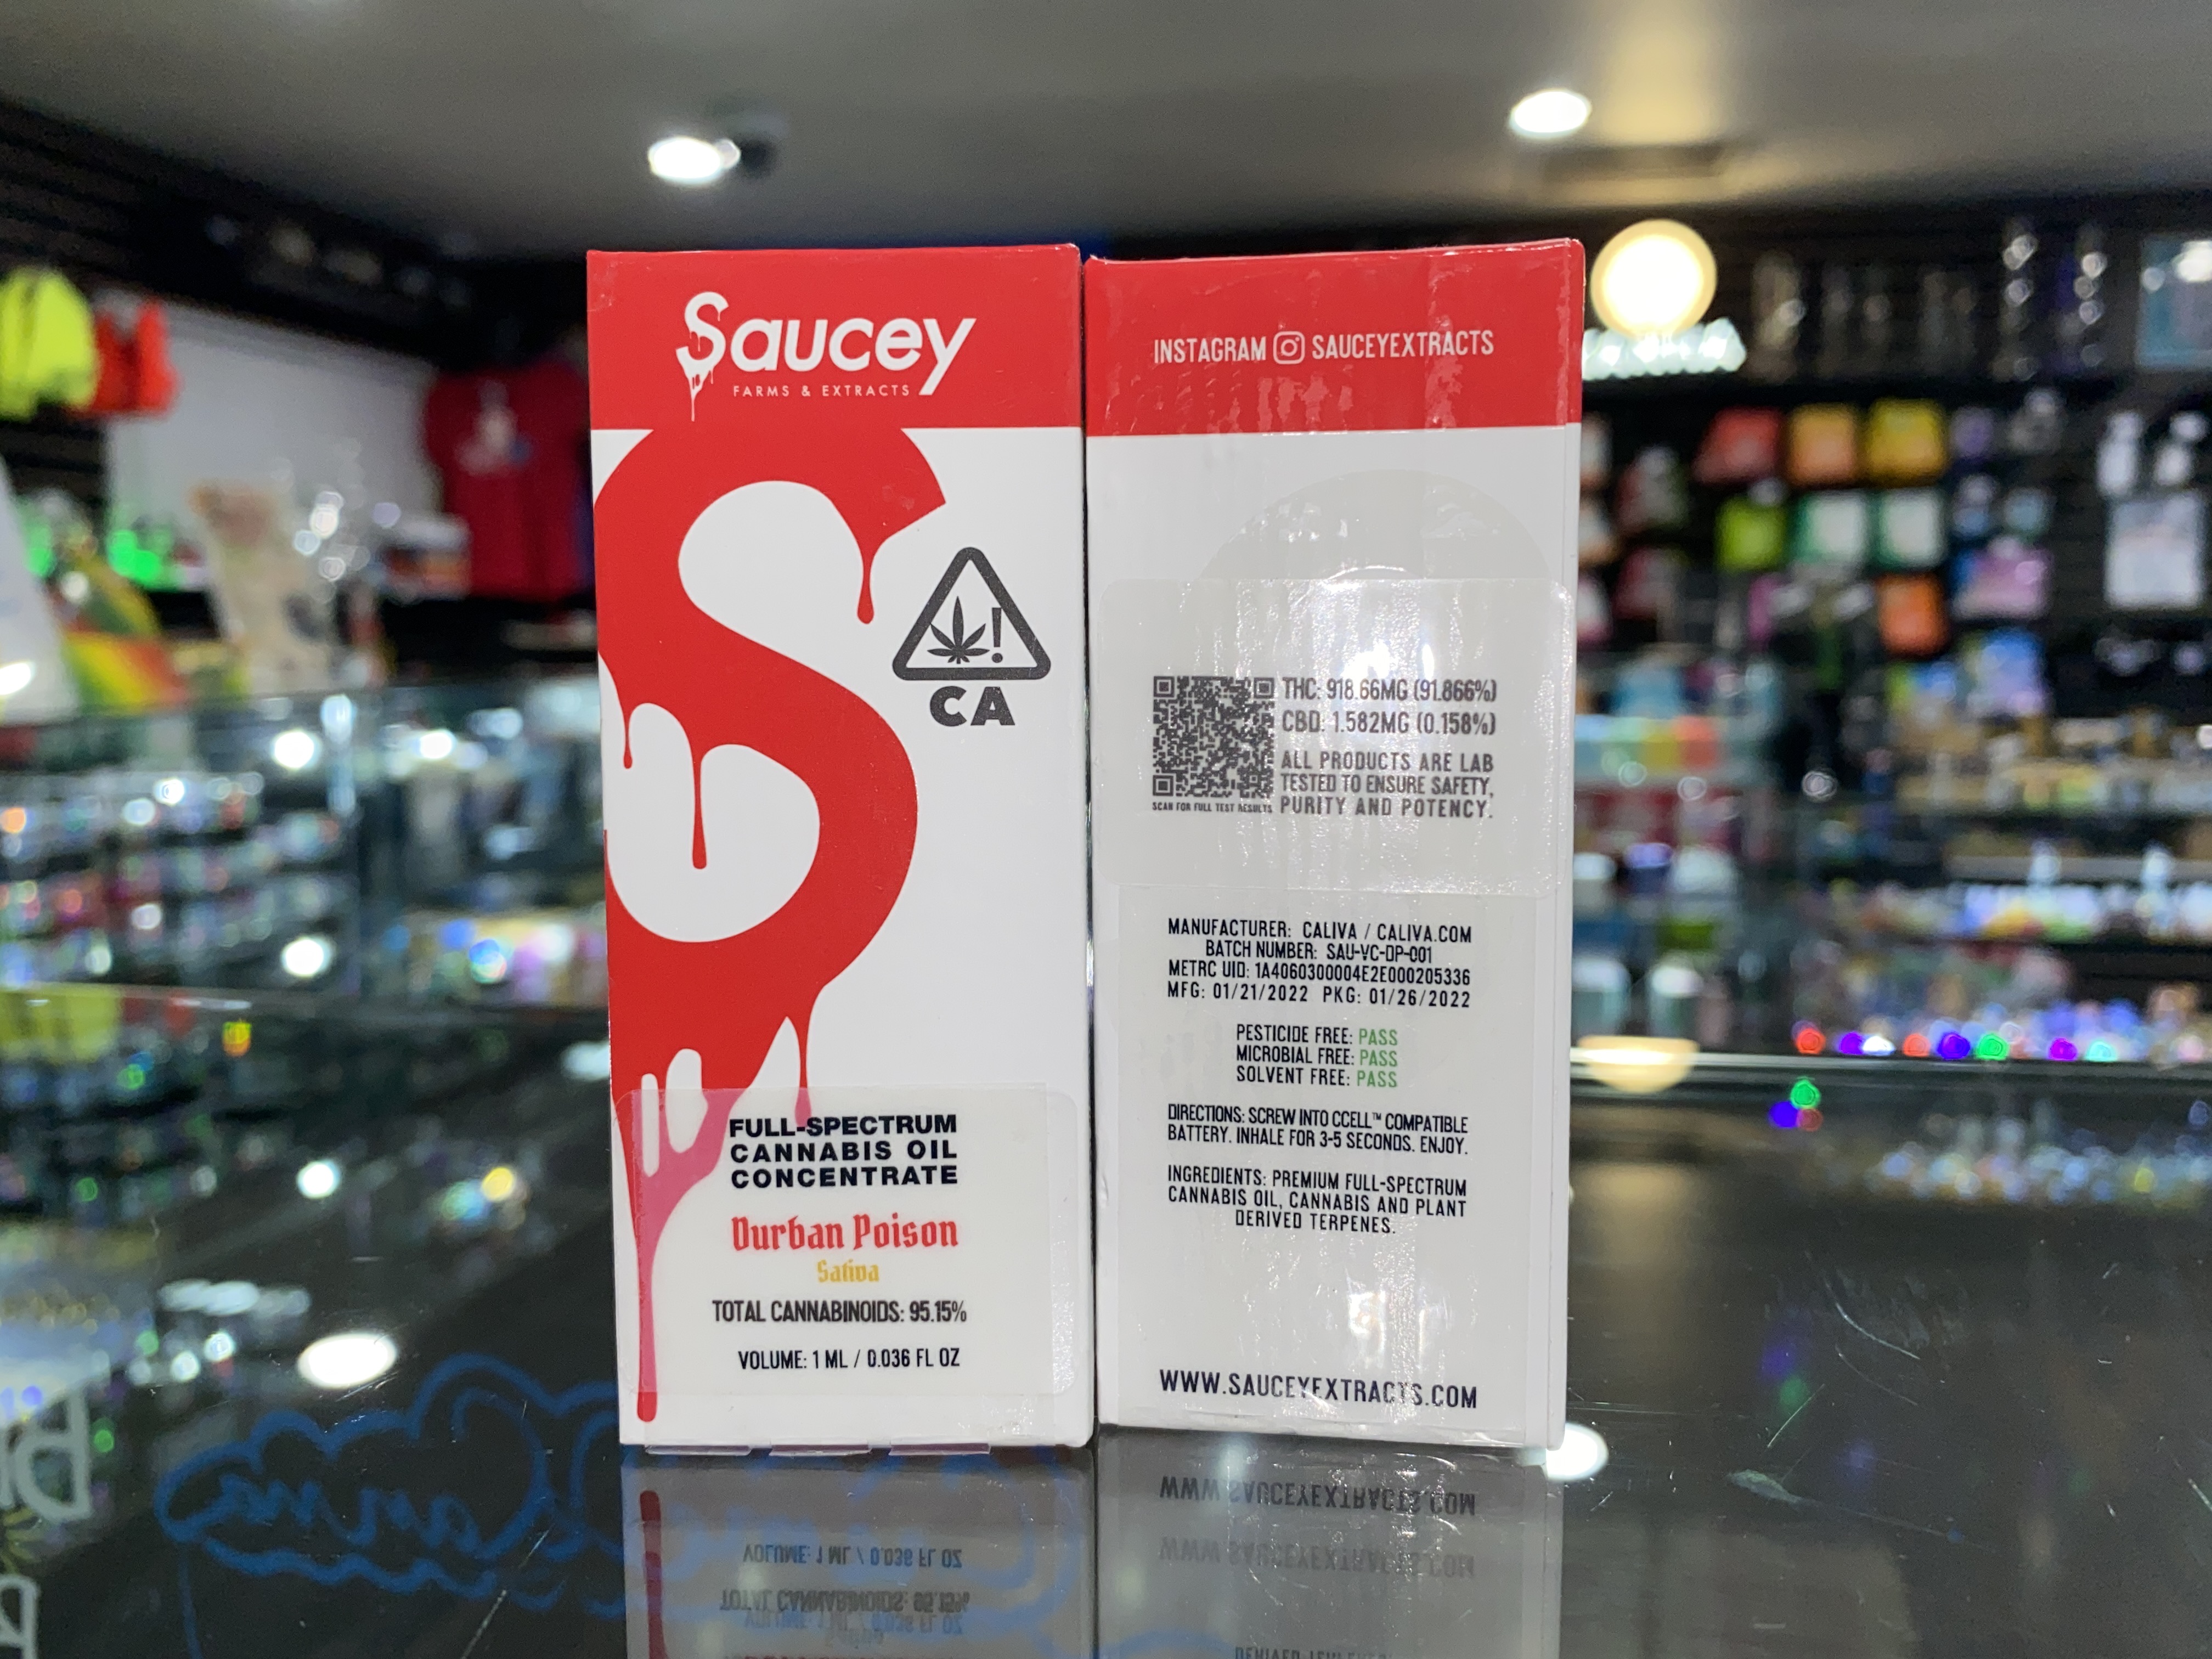 Saucey
FARMS & EXTRACTS
CA
FULL-SPECTRUM
CANNABIS OIL
CONCENTRATE
Durban Poison
Sativa
TOTAL CANNABINOIDS: 95.15%
VOLUME: 1 ML / 0.036 FL OZ
INSTAGRAM SAUCEYEXTRACTS
THC: 918.66MG (91.866%)
CBD: 1.582MG (0.158%)
ALL PRODUCTS ARE LAB
TESTED TO ENSURE SAFETY,
PURITY AND POTENCY.
SCAN FOR FULL TEST RESULTS
MANUFACTURER: CALIVA / CALIVA.COM
BATCH NUMBER: SAU-VC-DP-001
METRC UID: 1A4060300004E2E000205336
MFG: 01/21/2022 PKG: 01/26/2022
PESTICIDE FREE: PASS
MICROBIAL FREE: PASS
SOLVENT FREE: PASS
DIRECTIONS: SCREW INTO CCELL™ COMPATIBLE
BATTERY. INHALE FOR 3-5 SECONDS. ENJOY.
INGREDIENTS: PREMIUM FULL-SPECTRUM
CANNABIS OIL, CANNABIS AND PLANT
DERIVED TERPENES.
WWW.SAUCEYEXTRACTS.COM